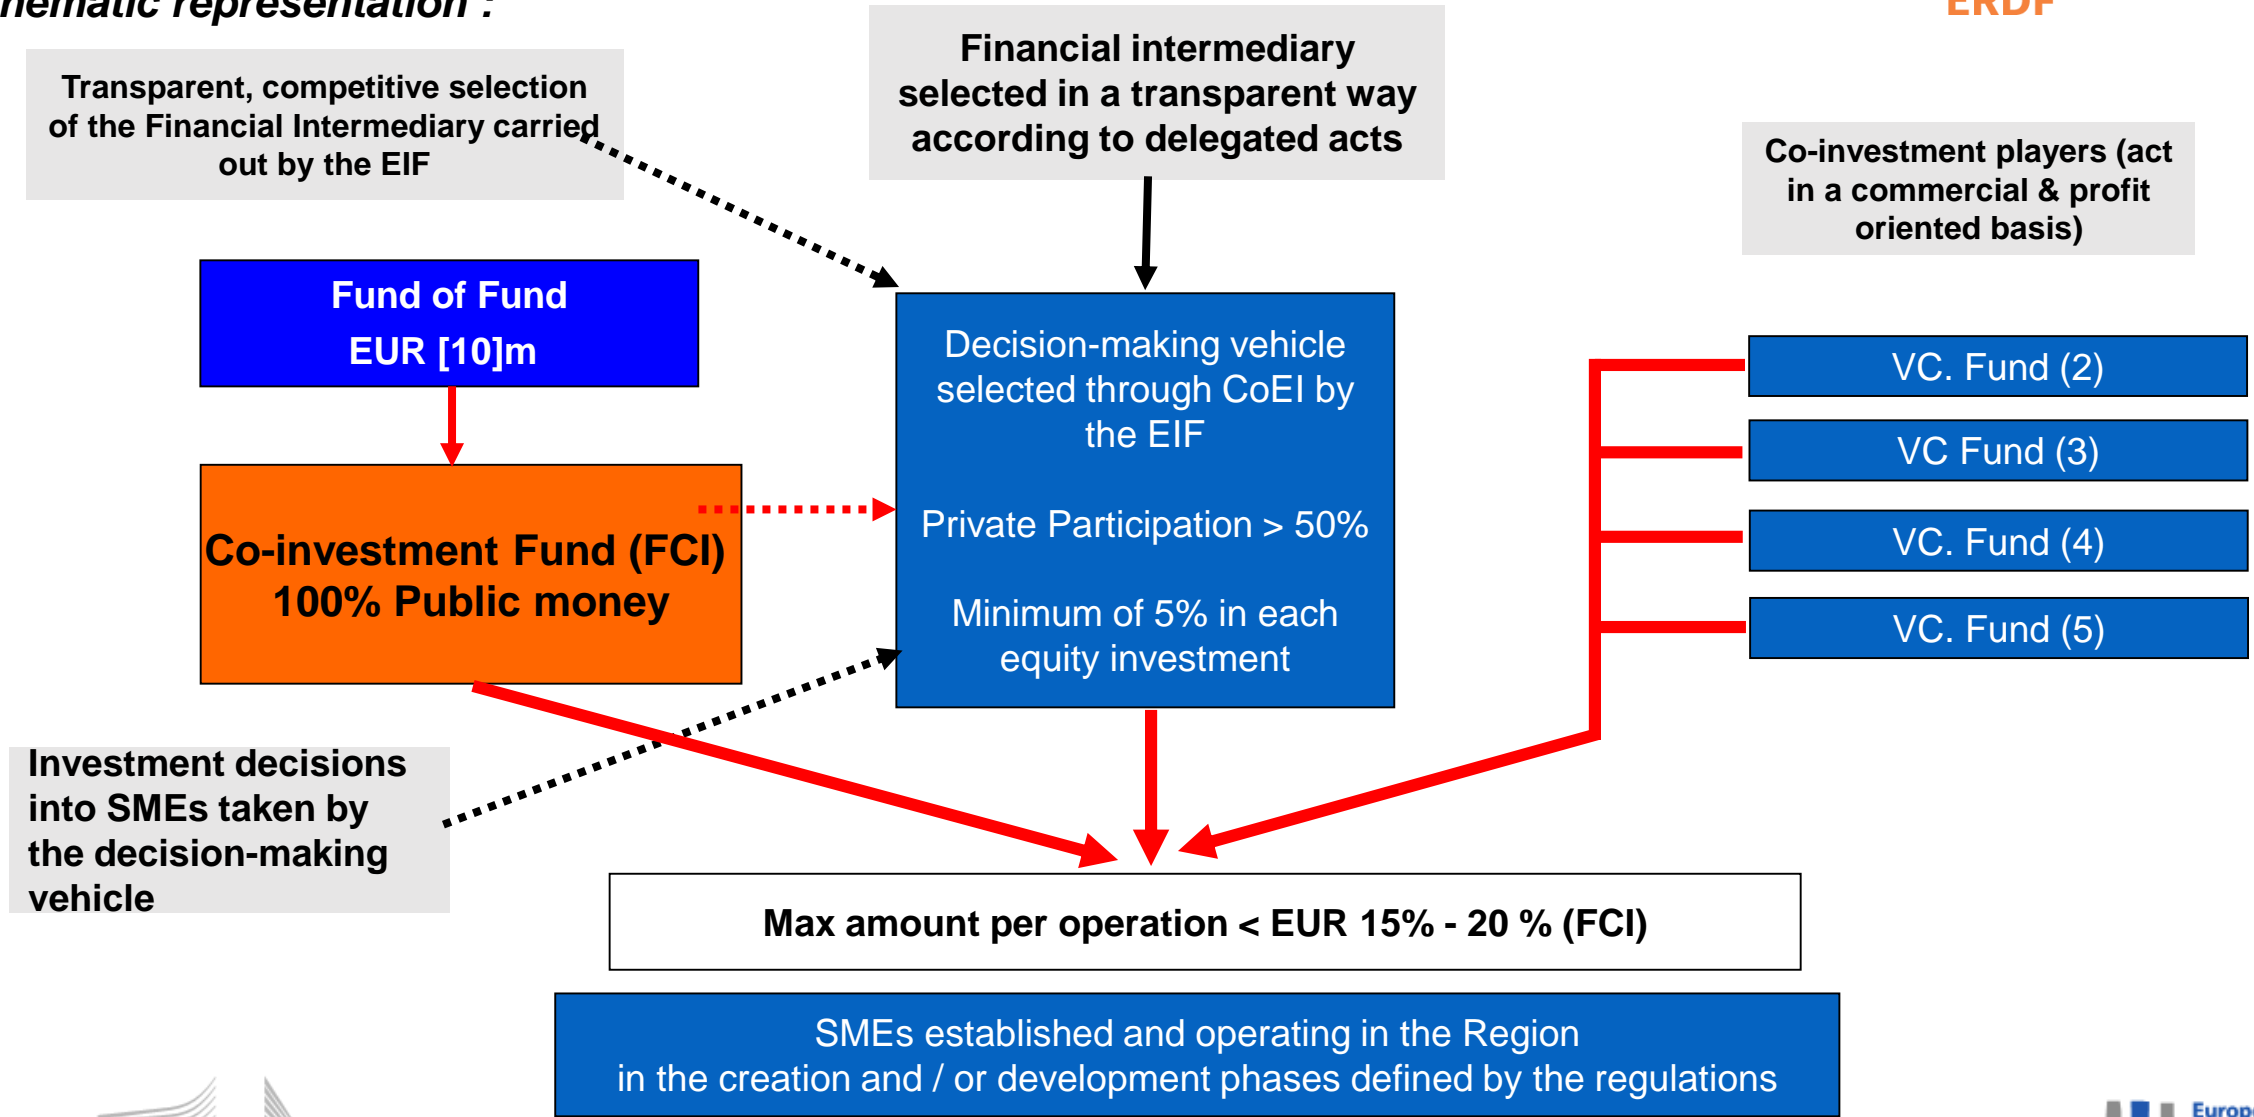 representation :
ERDF
Transparent, competitive selection
of the Financial Intermediary carried
out by the EIF
Financial intermediary
selected in a transparent way
according to delegated acts
Co-investment players (act
in a commercial & profit
oriented basis)
Fund of Fund
EUR [10]m
Decision-making vehicle
selected through CoEI by
the EIF
Private Participation > 50%
Minimum of 5% in each
equity investment
VC. Fund (2)
VC Fund (3)
VC. Fund (4)
VC. Fund (5)
Co-investment Fund (FCI)
100% Public money
Investment decisions
into SMEs taken by
the decision-making
vehicle
Max amount per operation < EUR 15% - 20 % (FCI)
SMEs established and operating in the Region
in the creation and / or development phases defined by the regulations